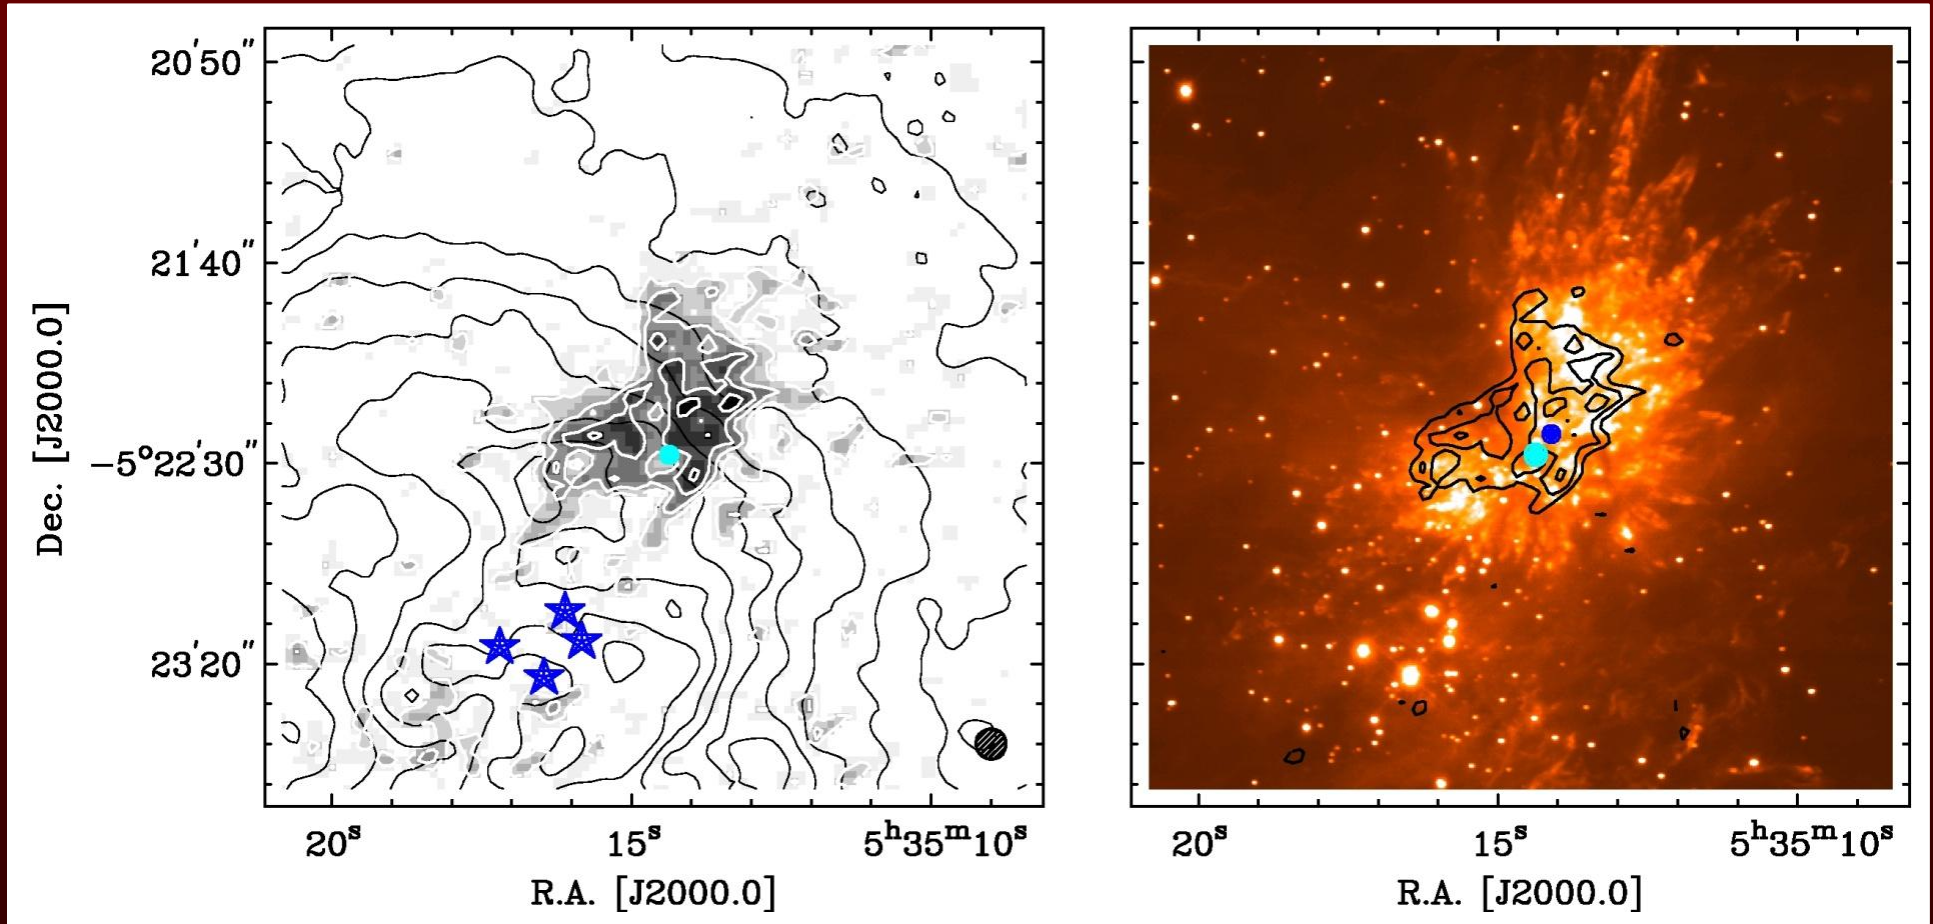 20′50″
21′40″
−5°22′30″
23′20″
Dec. [J2000.0]
20ˢ 15ˢ 5ʰ35ᵐ10ˢ
R.A. [J2000.0]
20ˢ 15ˢ 5ʰ35ᵐ10ˢ
R.A. [J2000.0]